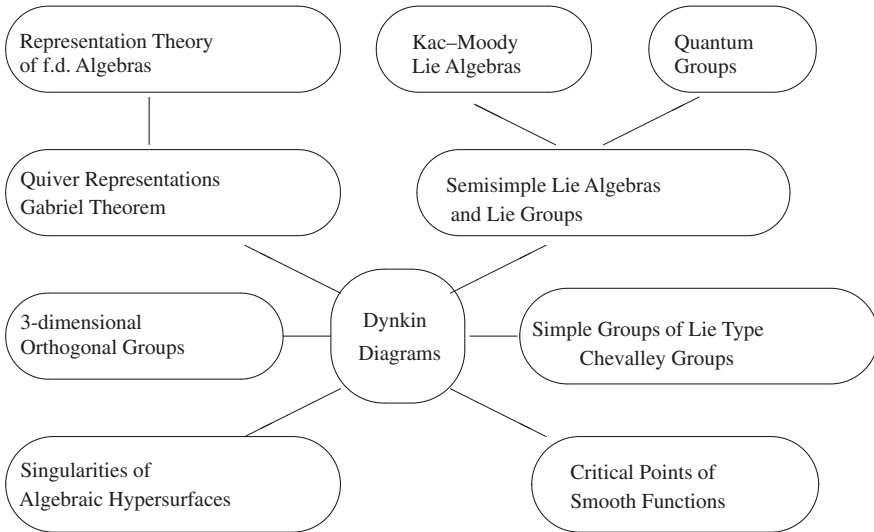 Representation Theory
of f.d. Algebras
Kac–Moody
Lie Algebras
Quantum
Groups
Quiver Representations
Gabriel Theorem
Semisimple Lie Algebras
and Lie Groups
3-dimensional
Orthogonal Groups
Dynkin
Diagrams
Simple Groups of Lie Type
Chevalley Groups
Singularities of
Algebraic Hypersurfaces
Critical Points of
Smooth Functions